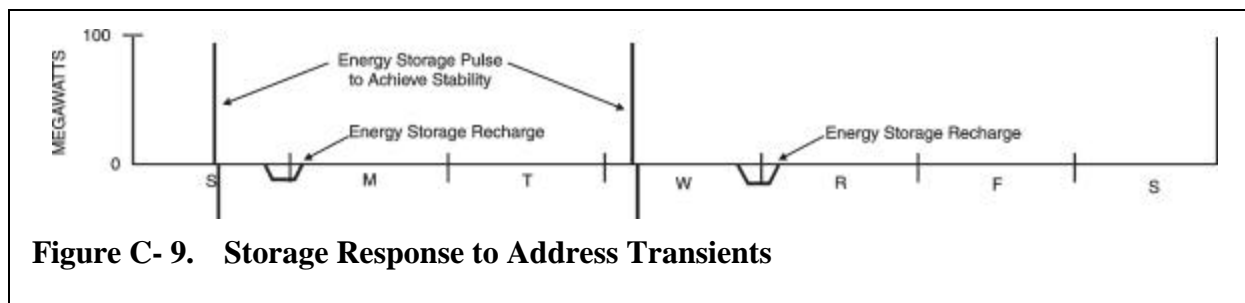 100
MEGAWATTS
0
Energy Storage Pulse
to Achieve Stability
Energy Storage Recharge
Energy Storage Recharge
S
M
T
W
R
F
S
Figure C- 9. Storage Response to Address Transients